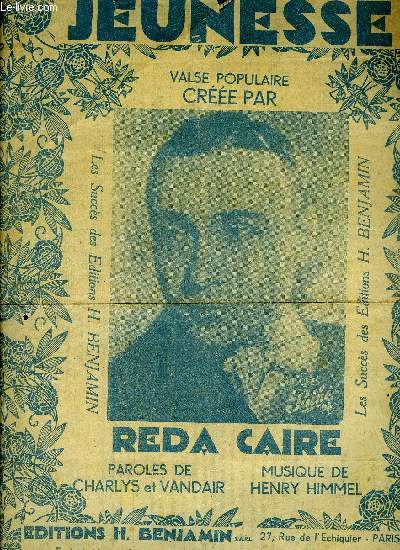 www.Le-Livre.com
JEUNESSE
VALSE POPULAIRE
CRÉÉE PAR
Les Succès des Editions H. BENJAMIN
Les Succès des Editions H. BENJAMIN
REDA CAIRE
PAROLES DE
CHARLYS et VANDAIR
MUSIQUE DE
HENRY HIMMEL
EDITIONS H. BENJAMIN S.A.R.L. 27, Rue de l'Echiquier - PARIS